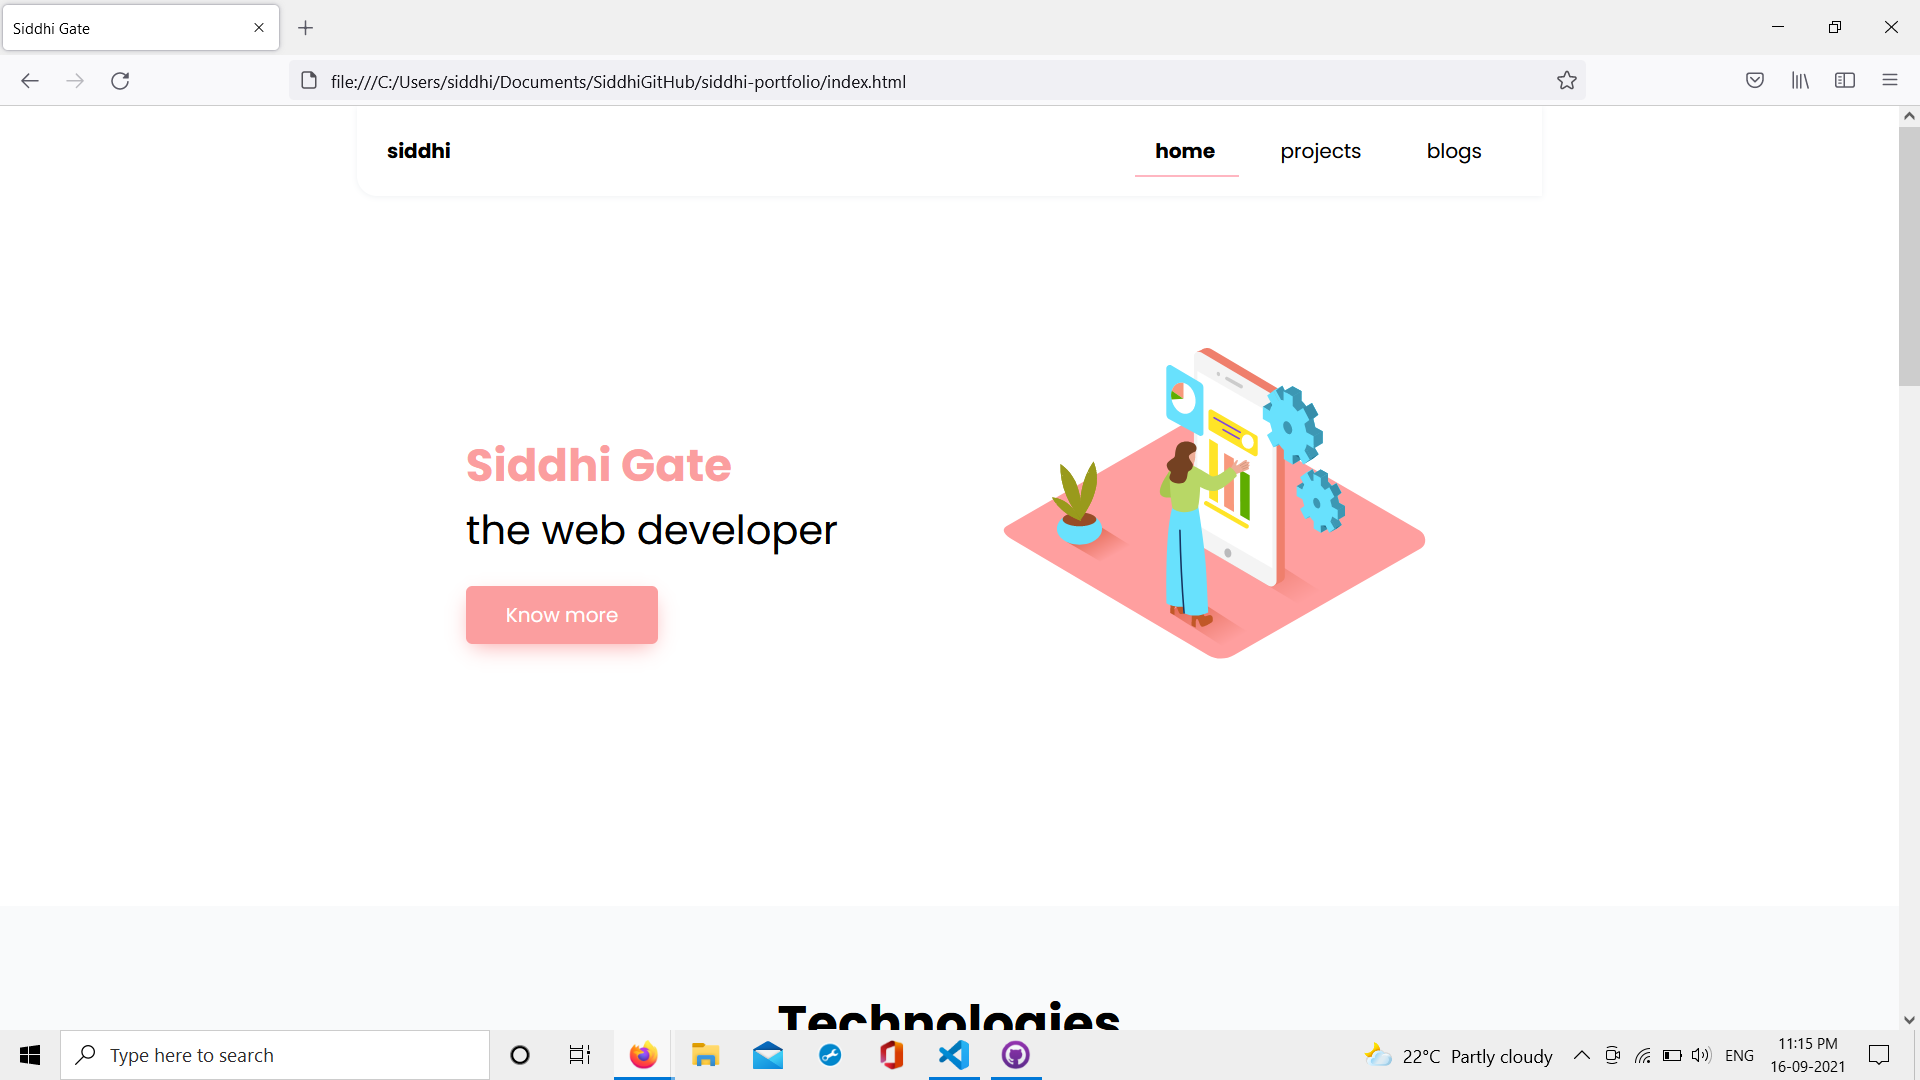 Siddhi Gate
file:///C:/Users/siddhi/Documents/SiddhiGitHub/siddhi-portfolio/index.html
siddhi
home
projects
blogs
Siddhi Gate
the web developer
Know more
Technologies
Type here to search
22°C Partly cloudy
ENG
11:15 PM
16-09-2021